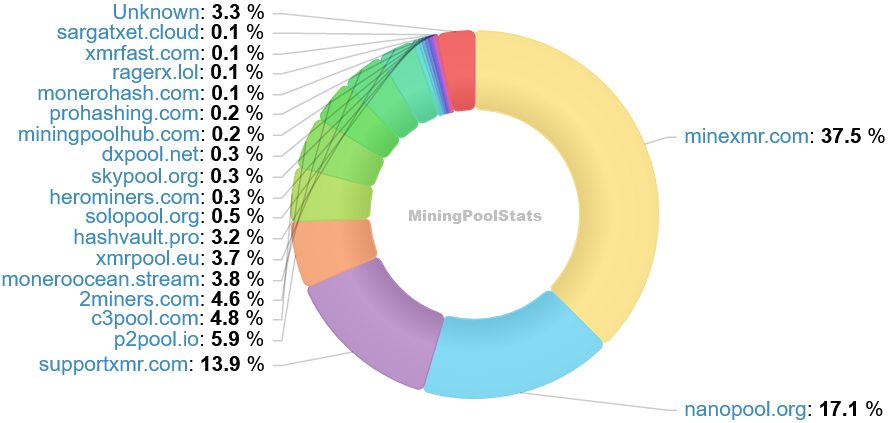 Unknown: 3.3 %
sargatxet.cloud: 0.1 %
xmrfast.com: 0.1 %
ragerx.lol: 0.1 %
monerohash.com: 0.1 %
prohashing.com: 0.2 %
miningpoolhub.com: 0.2 %
dxpool.net: 0.3 %
skypool.org: 0.3 %
herominers.com: 0.3 %
solopool.org: 0.5 %
hashvault.pro: 3.2 %
xmrpool.eu: 3.7 %
moneroocean.stream: 3.8 %
2miners.com: 4.6 %
c3pool.com: 4.8 %
p2pool.io: 5.9 %
supportxmr.com: 13.9 %
MiningPoolStats
minexmr.com: 37.5 %
nanopool.org: 17.1 %